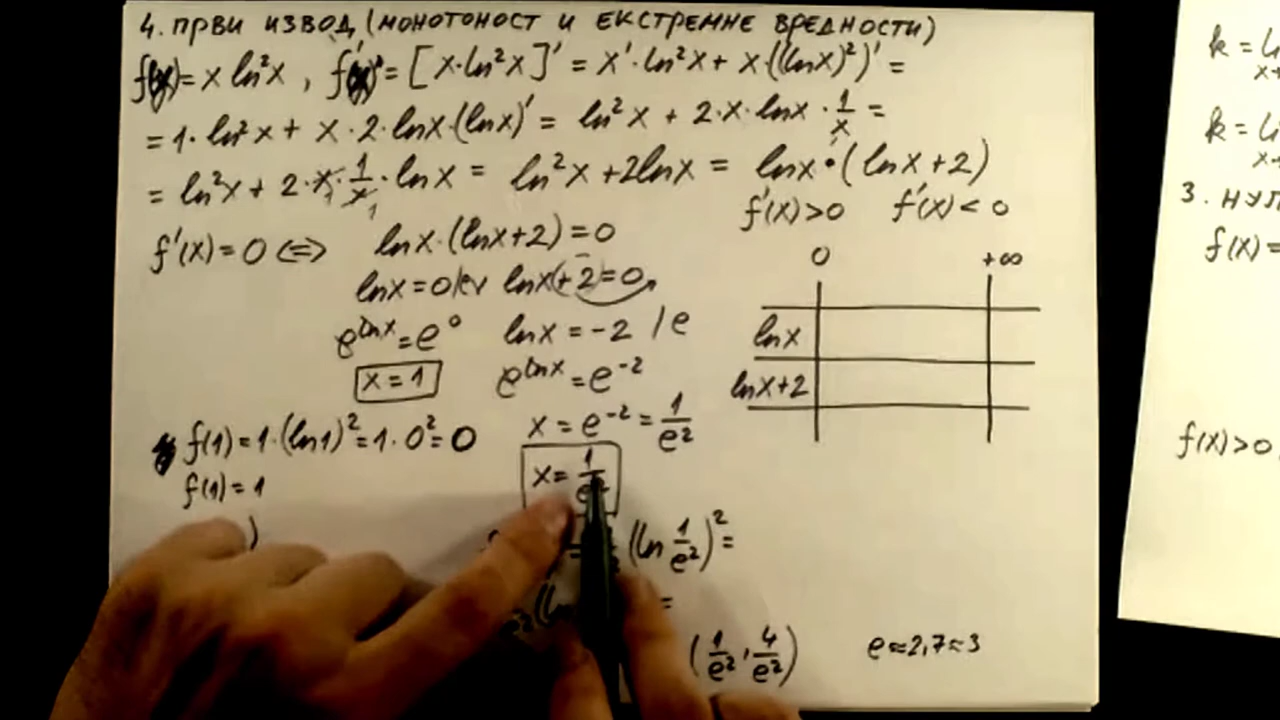 4. ПРВИ ИЗВОД (МОНОТОНОСТ И ЕКСТРЕМНЕ ВРЕДНОСТИ)
f(x) = x ln²x , f'(x) = [x·ln²x]' = x'·ln²x + x·((lnx)²)' =
= 1·ln²x + x·2·lnx·(lnx)' = ln²x + 2·x·lnx·1/x =
= ln²x + 2·x·1/x·lnx = ln²x + 2lnx = lnx·(lnx+2)
f'(x)>0 f'(x)<0
f'(x)=0 ⇔ lnx·(lnx+2)=0
lnx=0 lnx+2=0
e^lnx = e^0 lnx = -2 /e
x = 1 e^lnx = e^-2
x = e^-2 = 1/e²
f(1) = 1·(ln1)² = 1·0² = 0
x = 1/e²
f(1) = 1
(ln 1/e²)² =
=
(1/e², 4/e²)
e≈2,7≈3
0 +∞
lnx
lnx+2
k =
x→
k =
x→
3. НУЛ
f(x) =
f(x)>0